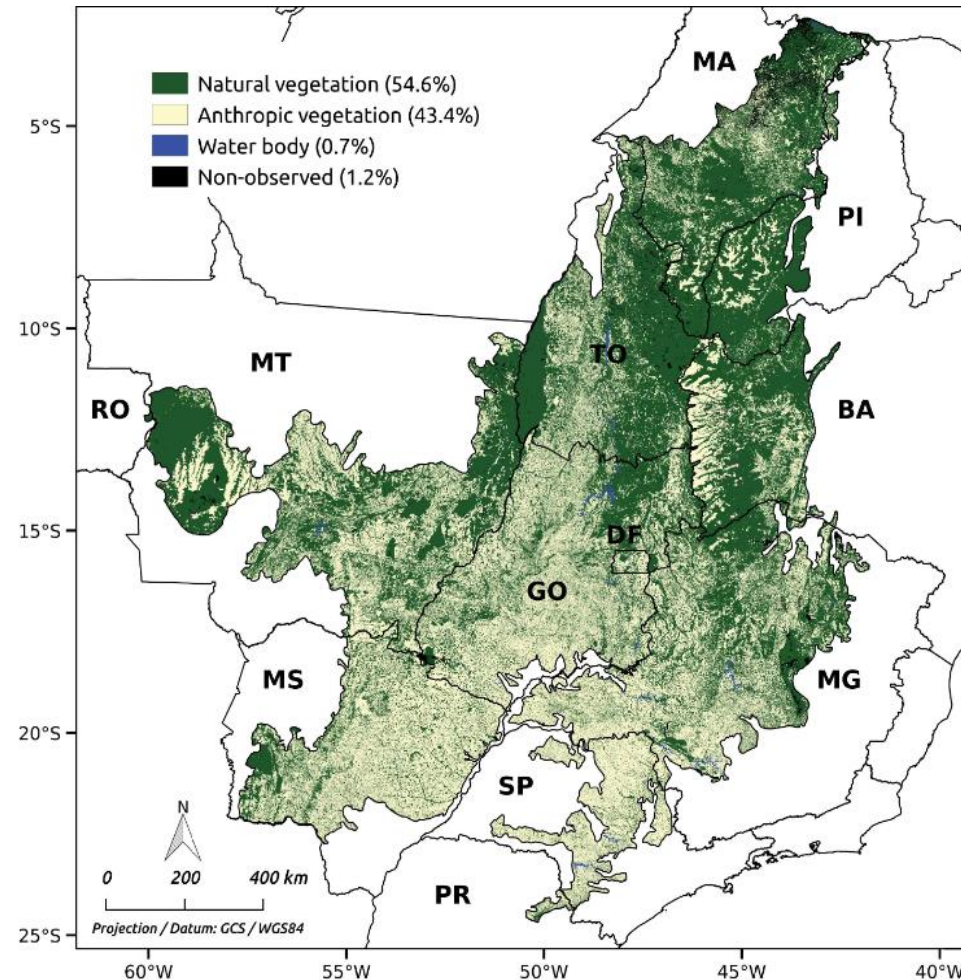 Natural vegetation (54.6%)
Anthropic vegetation (43.4%)
Water body (0.7%)
Non-observed (1.2%)
MA
5°S
PI
10°S
TO
MT
RO
BA
15°S
DF
GO
MS
MG
20°S
SP
N
0 200 400 km
PR
Projection / Datum: GCS / WGS84
25°S
60°W 55°W 50°W 45°W 40°W